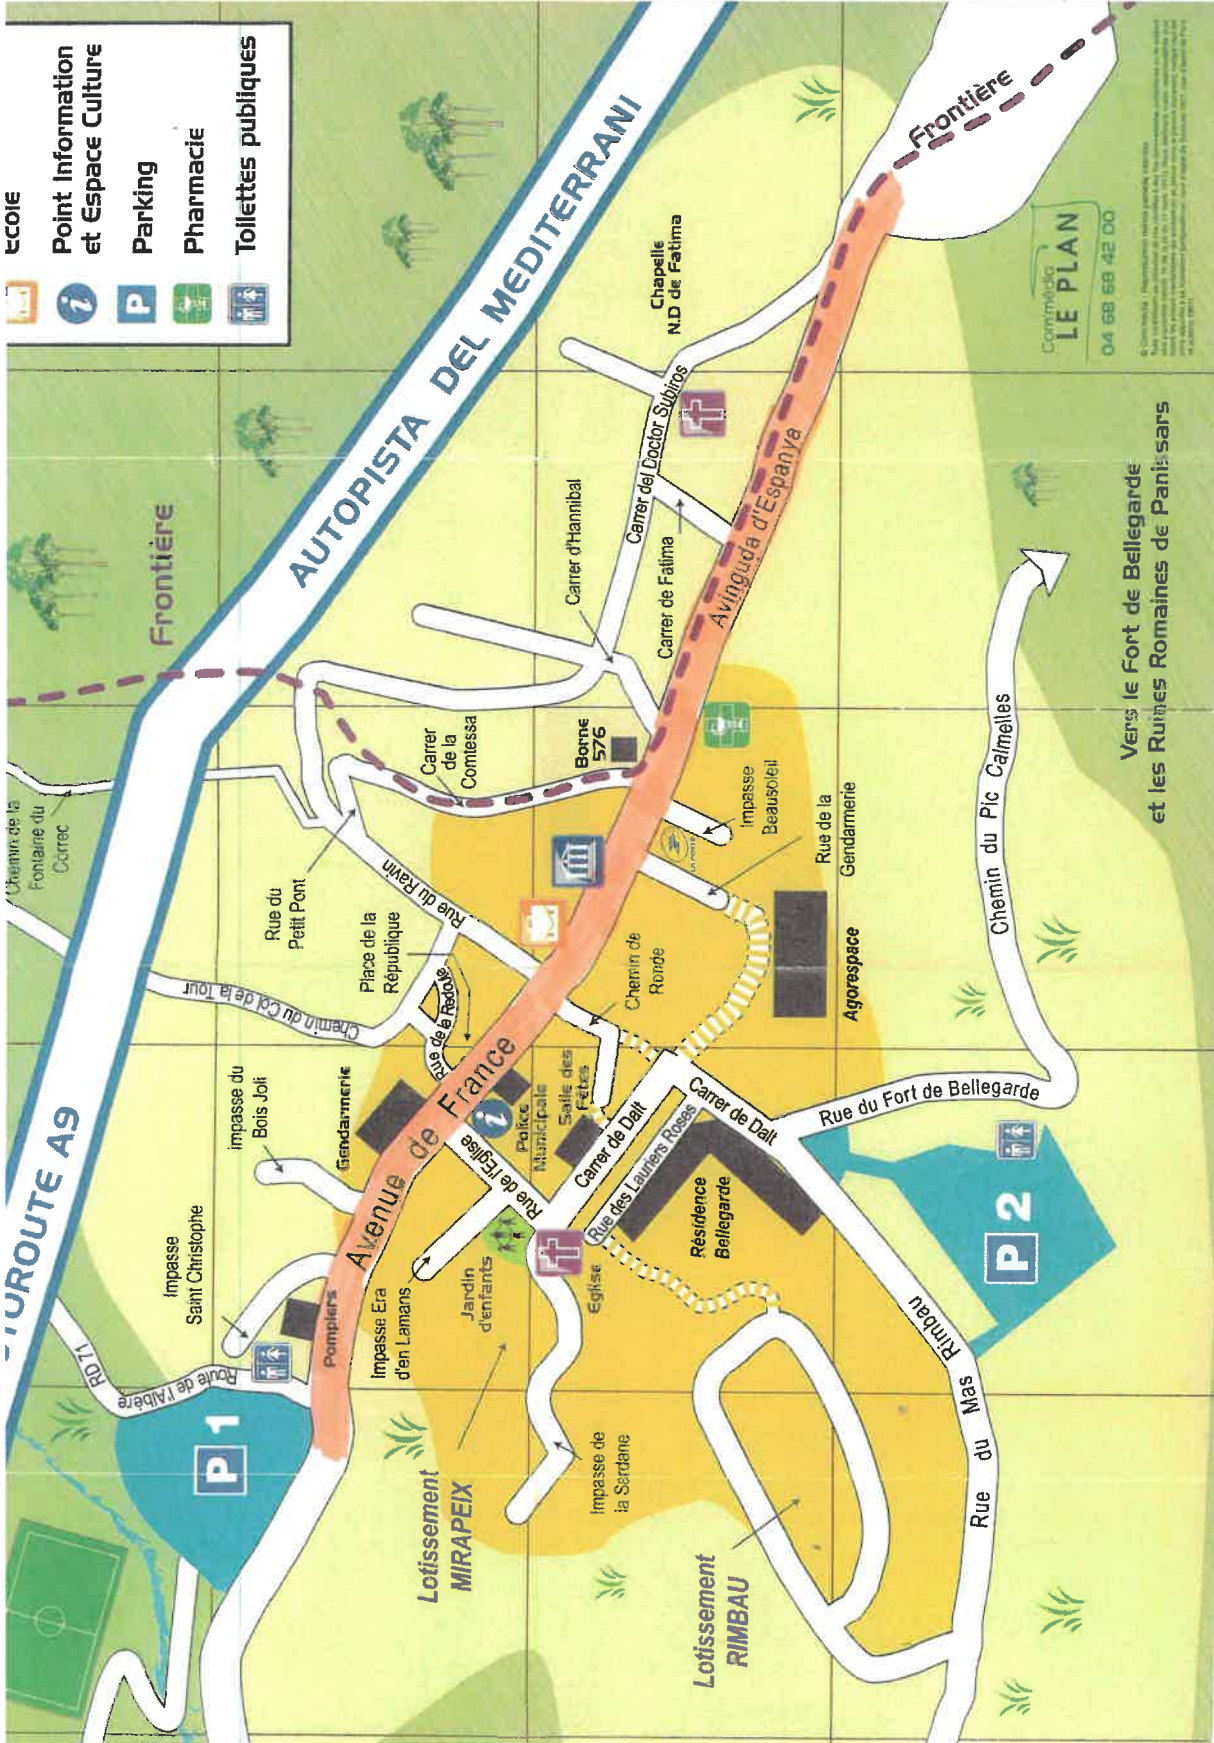 Ecole
Point Information
et Espace Culture
Parking
Pharmacie
Toilettes publiques
AUTOPISTA DEL MEDITERRANI
AUTOROUTE A9
Frontière
Frontière
Chemin de la
Fontaine du
Correc
Chemin du Col de la Tour
RD 71
Route de l'Albère
P 1
Impasse
Saint Christophe
impasse du
Bois Joli
Gendarmerie
Pompiers
Avenue de France
Avinguda d'Espanya
Rue du
Petit Pont
Rue du Ravin
Place de la
République
Rue de la Redoute
Carrer
de la
Comtessa
Borne
576
Carrer d'Hannibal
Carrer del Doctor Subiros
Carrer de Fatima
Chapelle
N.D de Fatima
LA POSTE
Impasse
Beausoleil
Rue de la
Gendarmerie
Agorespace
Chemin de
Ronde
Salle des
Fêtes
Police
Municipale
Rue de l'Eglise
Impasse Era
d'en Lamans
Jardin
d'enfants
Eglise
Carrer de Dalt
Carrer de Dalt
Rue des Lauriers Roses
Résidence
Bellegarde
Rue du Fort de Bellegarde
Chemin du Pic Calmelles
P 2
Rue du Mas Rimbau
Impasse de
la Sardane
Lotissement
MIRAPEIX
Lotissement
RIMBAU
Vers le Fort de Bellegarde
et les Ruines Romaines de Panissars
Commédia
LE PLAN
04 68 68 42 00